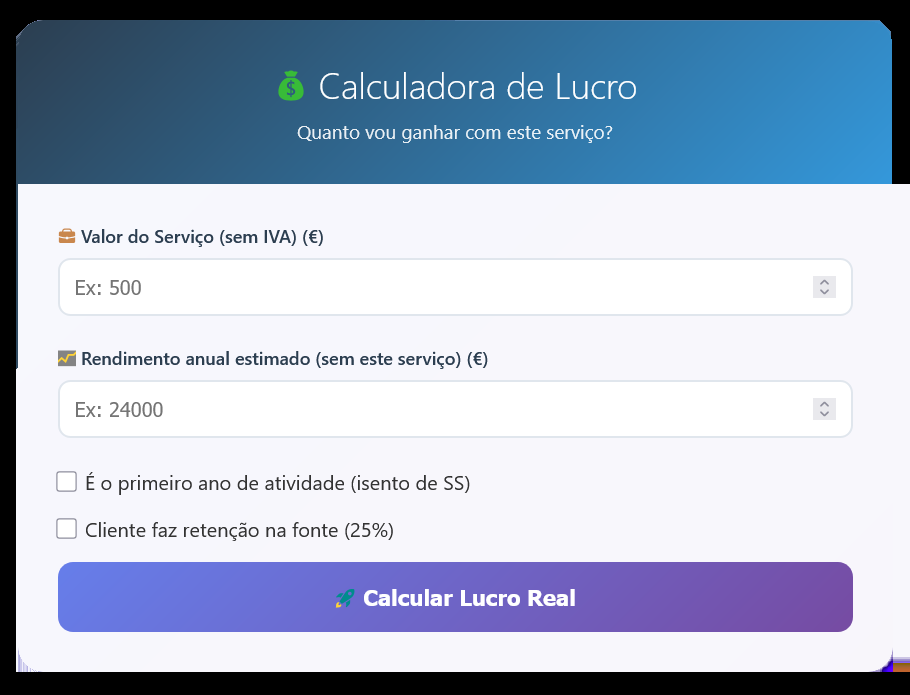 Calculadora de Lucro
Quanto vou ganhar com este serviço?
Valor do Serviço (sem IVA) (€)
Ex: 500
Rendimento anual estimado (sem este serviço) (€)
Ex: 24000
É o primeiro ano de atividade (isento de SS)
Cliente faz retenção na fonte (25%)
Calcular Lucro Real